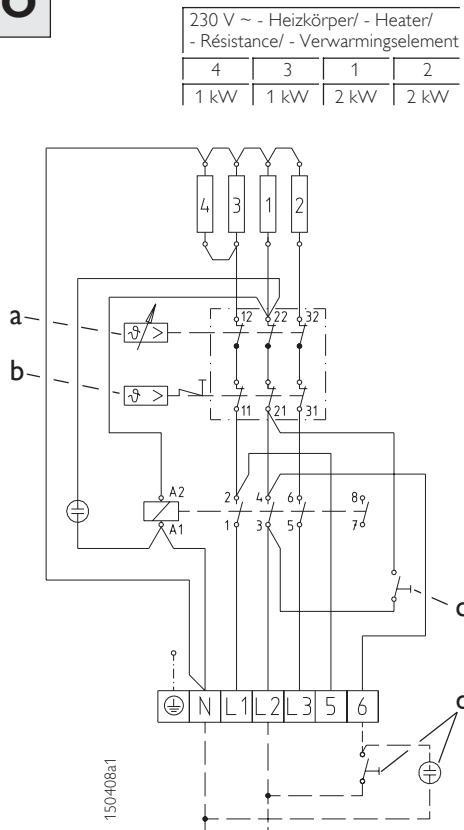 230 V ~ - Heizkörper/ - Heater/
- Résistance/ - Verwarmingselement
4 3 1 2
1 kW 1 kW 2 kW 2 kW
4 3 1 2
12 22 32
a
ϑ >
b
ϑ >
11 21 31
A2
2 4 6 8
A1
1 3 5 7
N L1 L2 L3 5 6
150408a1